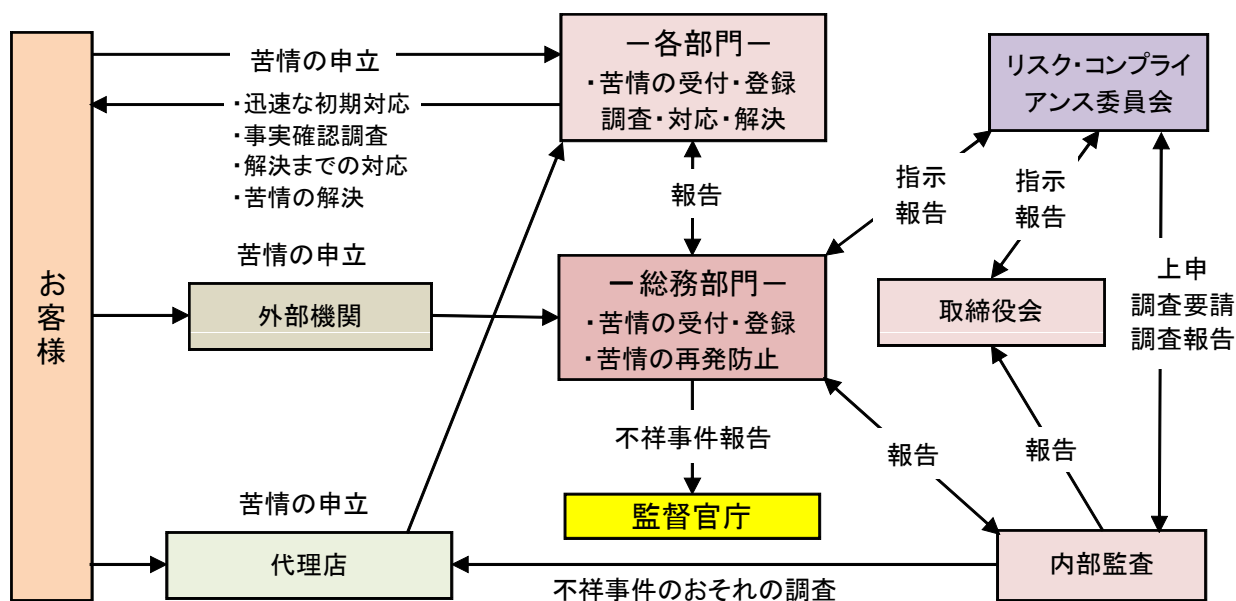 お客様
苦情の申立
・迅速な初期対応
・事実確認調査
・解決までの対応
・苦情の解決
－各部門－
・苦情の受付・登録
調査・対応・解決
リスク・コンプライ
アンス委員会
報告
指示
報告
指示
報告
苦情の申立
外部機関
－総務部門－
・苦情の受付・登録
・苦情の再発防止
取締役会
上申
調査要請
調査報告
不祥事件報告
報告
報告
苦情の申立
監督官庁
代理店
内部監査
不祥事件のおそれの調査